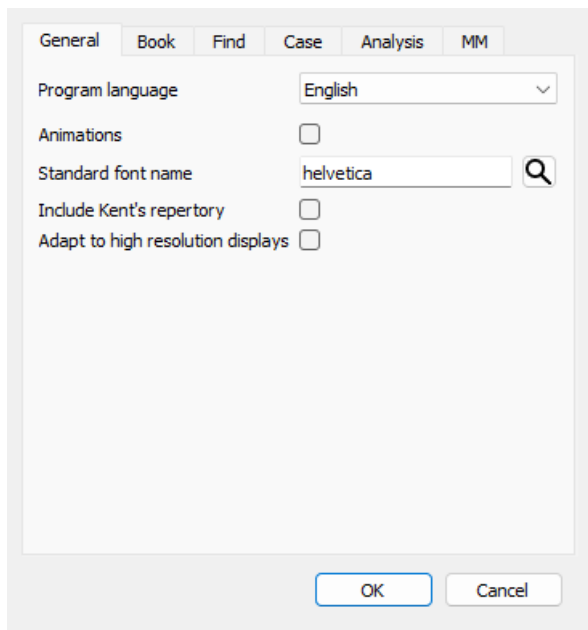 General Book Find Case Analysis MM
Program language English
Animations
Standard font name helvetica
Include Kent's repertory
Adapt to high resolution displays
OK Cancel